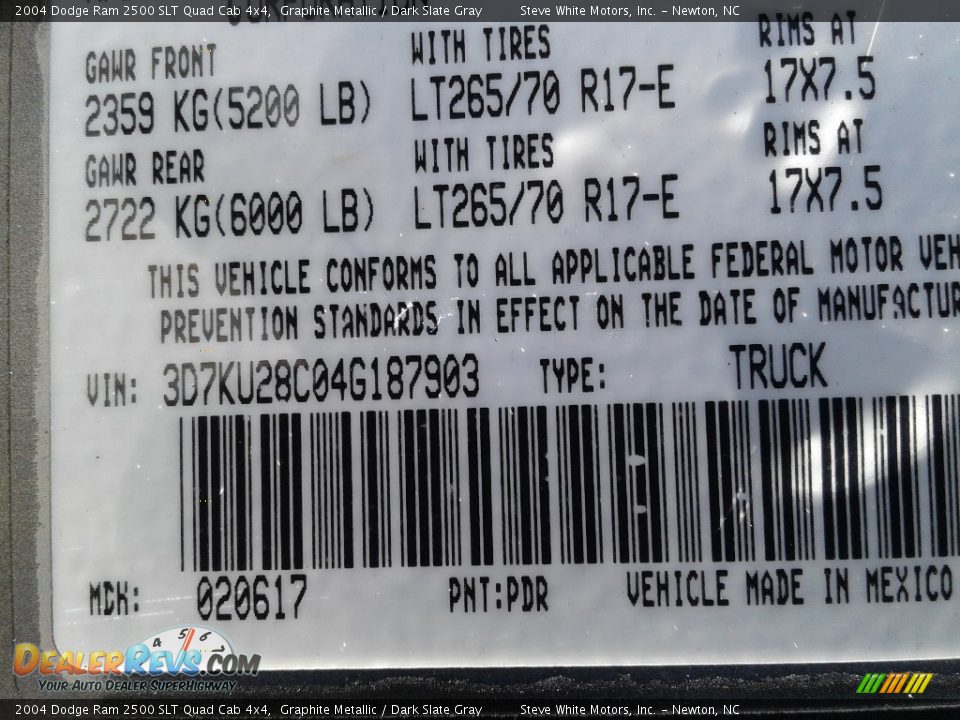 2004 Dodge Ram 2500 SLT Quad Cab 4x4, Graphite Metallic / Dark Slate Gray Steve White Motors, Inc. - Newton, NC
GAWR FRONT WITH TIRES RIMS AT
2359 KG(5200 LB) LT265/70 R17-E 17X7.5
GAWR REAR WITH TIRES RIMS AT
2722 KG(6000 LB) LT265/70 R17-E 17X7.5
THIS VEHICLE CONFORMS TO ALL APPLICABLE FEDERAL MOTOR VEH
PREVENTION STANDARDS IN EFFECT ON THE DATE OF MANUFACTUR
VIN: 3D7KU28C04G187903 TYPE: TRUCK
MDH: 020617 PNT:PDR VEHICLE MADE IN MEXICO
4 5 6 7
DEALERREVS.COM
YOUR AUTO DEALER SUPERHIGHWAY
2004 Dodge Ram 2500 SLT Quad Cab 4x4, Graphite Metallic / Dark Slate Gray Steve White Motors, Inc. - Newton, NC